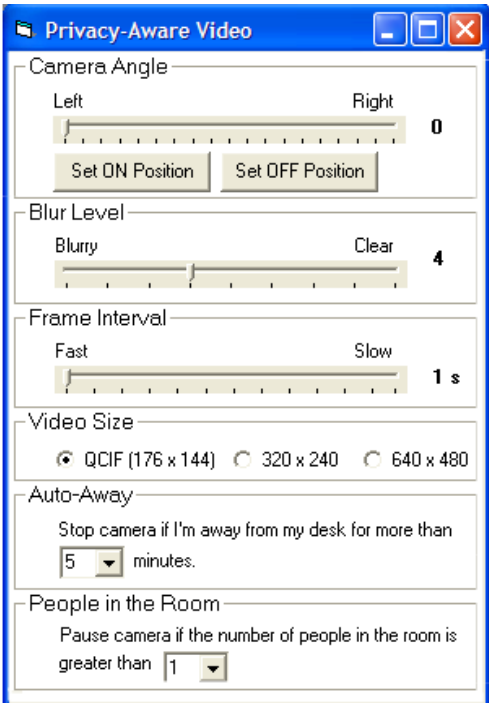 Privacy-Aware Video
Camera Angle
Left Right
0
Set ON Position Set OFF Position
Blur Level
Blurry Clear
4
Frame Interval
Fast Slow
1 s
Video Size
QCIF (176 x 144) 320 x 240 640 x 480
Auto-Away
Stop camera if I'm away from my desk for more than
5 minutes.
People in the Room
Pause camera if the number of people in the room is
greater than 1